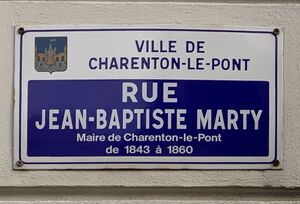 VILLE DE
CHARENTON-LE-PONT
RUE
JEAN-BAPTISTE MARTY
Maire de Charenton-le-Pont
de 1843 à 1860